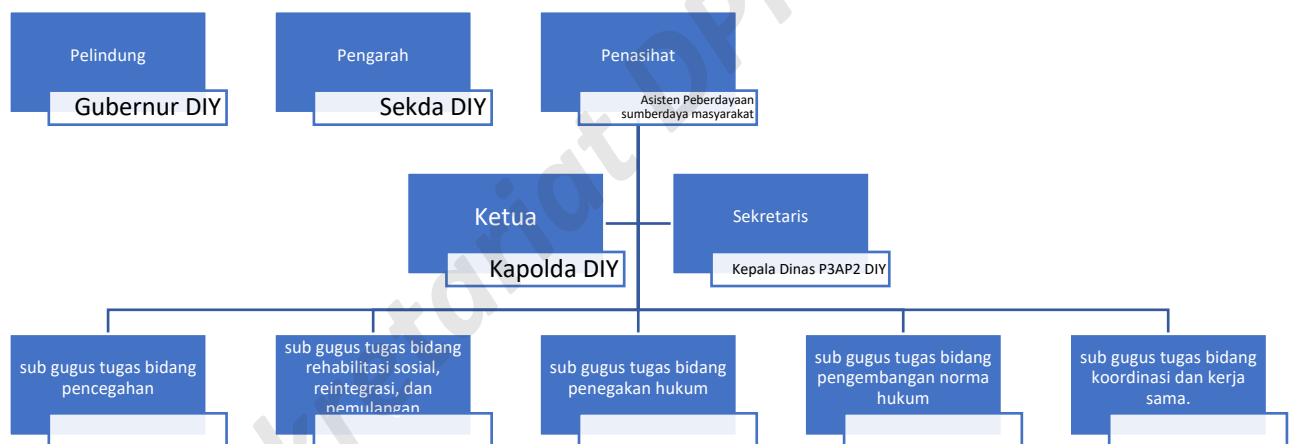 Pelindung
Gubernur DIY
Pengarah
Sekda DIY
Penasihat
Asisten Peberdayaan
sumberdaya masyarakat
Ketua
Kapolda DIY
Sekretaris
Kepala Dinas P3AP2 DIY
sub gugus tugas bidang
pencegahan
sub gugus tugas bidang
rehabilitasi sosial,
reintegrasi, dan
pemulangan
sub gugus tugas bidang
penegakan hukum
sub gugus tugas bidang
pengembangan norma
hukum
sub gugus tugas bidang
koordinasi dan kerja
sama.